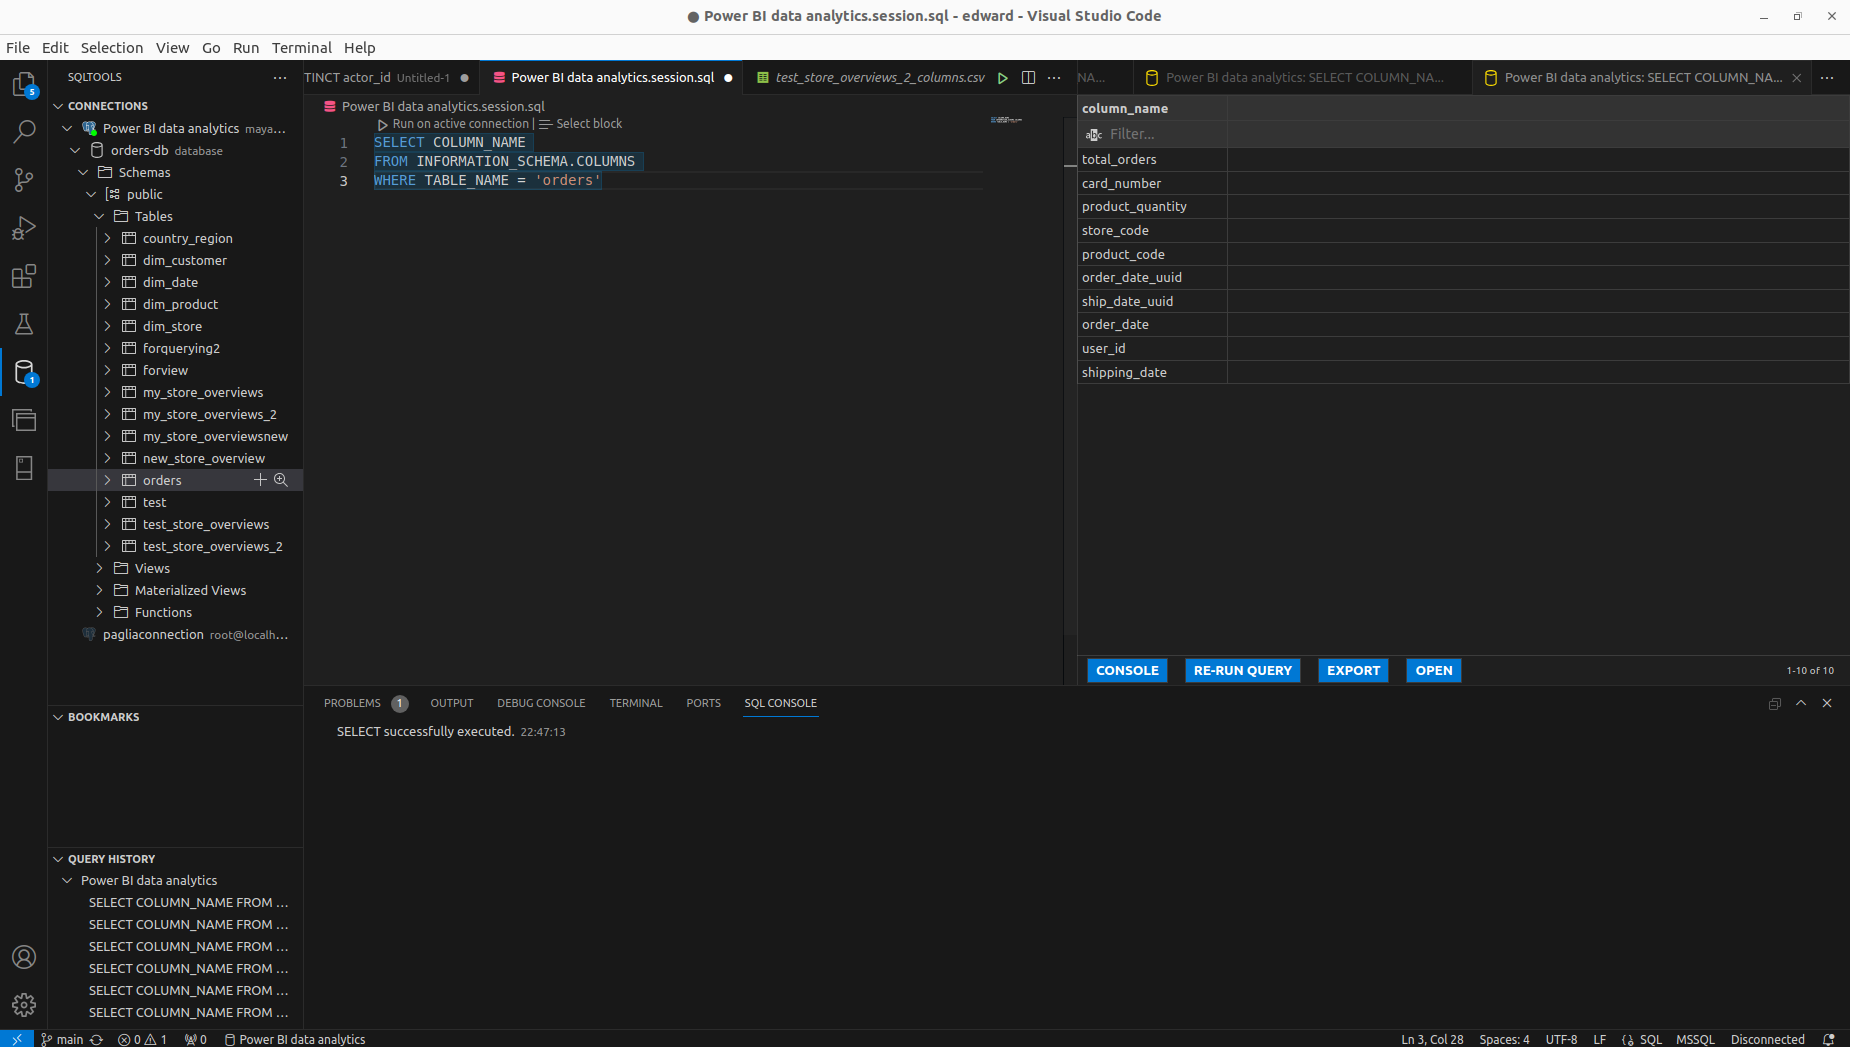 Power BI data analytics.session.sql - edward - Visual Studio Code
File Edit Selection View Go Run Terminal Help
5
1
SQLTOOLS
CONNECTIONS
Power BI data analytics maya...
orders-db database
Schemas
public
Tables
country_region
dim_customer
dim_date
dim_product
dim_store
forquerying2
forview
my_store_overviews
my_store_overviews_2
my_store_overviewsnew
new_store_overview
orders
test
test_store_overviews
test_store_overviews_2
Views
Materialized Views
Functions
pagliaconnection root@localh...
BOOKMARKS
QUERY HISTORY
Power BI data analytics
SELECT COLUMN_NAME FROM ...
SELECT COLUMN_NAME FROM ...
SELECT COLUMN_NAME FROM ...
SELECT COLUMN_NAME FROM ...
SELECT COLUMN_NAME FROM ...
SELECT COLUMN_NAME FROM ...
TINCT actor_id Untitled-1 Power BI data analytics.session.sql test_store_overviews_2_columns.csv
Power BI data analytics.session.sql
Run on active connection | Select block
1 SELECT COLUMN_NAME
2 FROM INFORMATION_SCHEMA.COLUMNS
3 WHERE TABLE_NAME = 'orders'
NA... Power BI data analytics: SELECT COLUMN_NA... Power BI data analytics: SELECT COLUMN_NA...
column_name
abc Filter...
total_orders
card_number
product_quantity
store_code
product_code
order_date_uuid
ship_date_uuid
order_date
user_id
shipping_date
CONSOLE RE-RUN QUERY EXPORT OPEN 1-10 of 10
PROBLEMS 1 OUTPUT DEBUG CONSOLE TERMINAL PORTS SQL CONSOLE
SELECT successfully executed. 22:47:13
main 0 1 0 Power BI data analytics Ln 3, Col 28 Spaces: 4 UTF-8 LF SQL MSSQL Disconnected